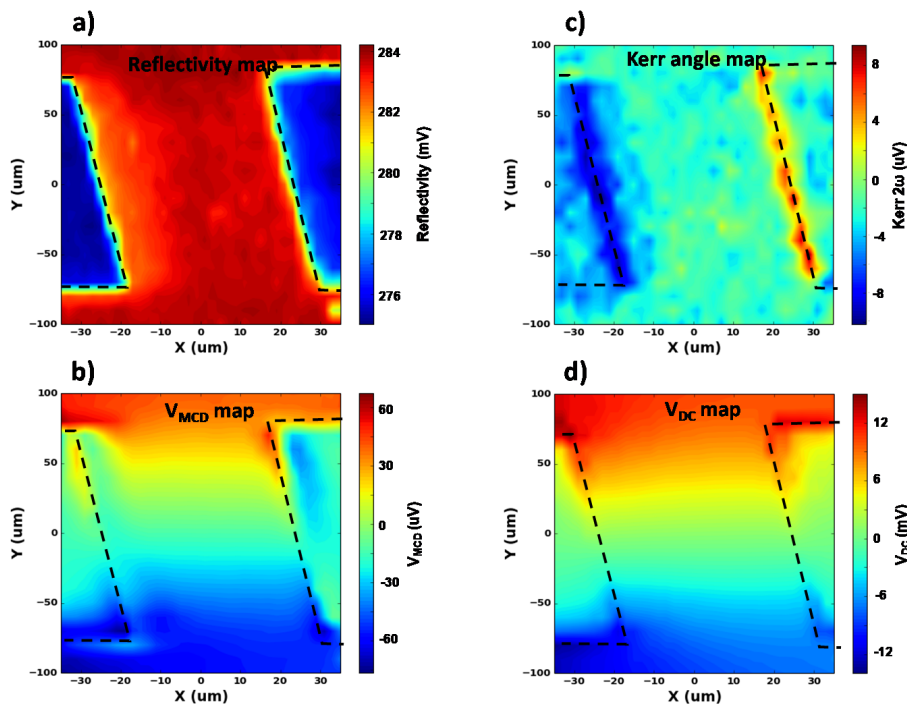 a)
Reflectivity map
100
50
0
−50
−100
Y (um)
−30 −20 −10 0 10 20 30
X (um)
284
282
280
278
276
Reflectivity (mV)
c)
Kerr angle map
100
50
0
−50
−100
Y (um)
−30 −20 −10 0 10 20 30
X (um)
8
4
0
-4
-8
Kerr 2ω (uV)
b)
VMCD map
100
50
0
−50
−100
Y (um)
−30 −20 −10 0 10 20 30
X (um)
60
30
0
-30
-60
VMCD (uV)
d)
VDC map
100
50
0
−50
−100
Y (um)
−30 −20 −10 0 10 20 30
X (um)
12
6
0
-6
-12
VDC (mV)